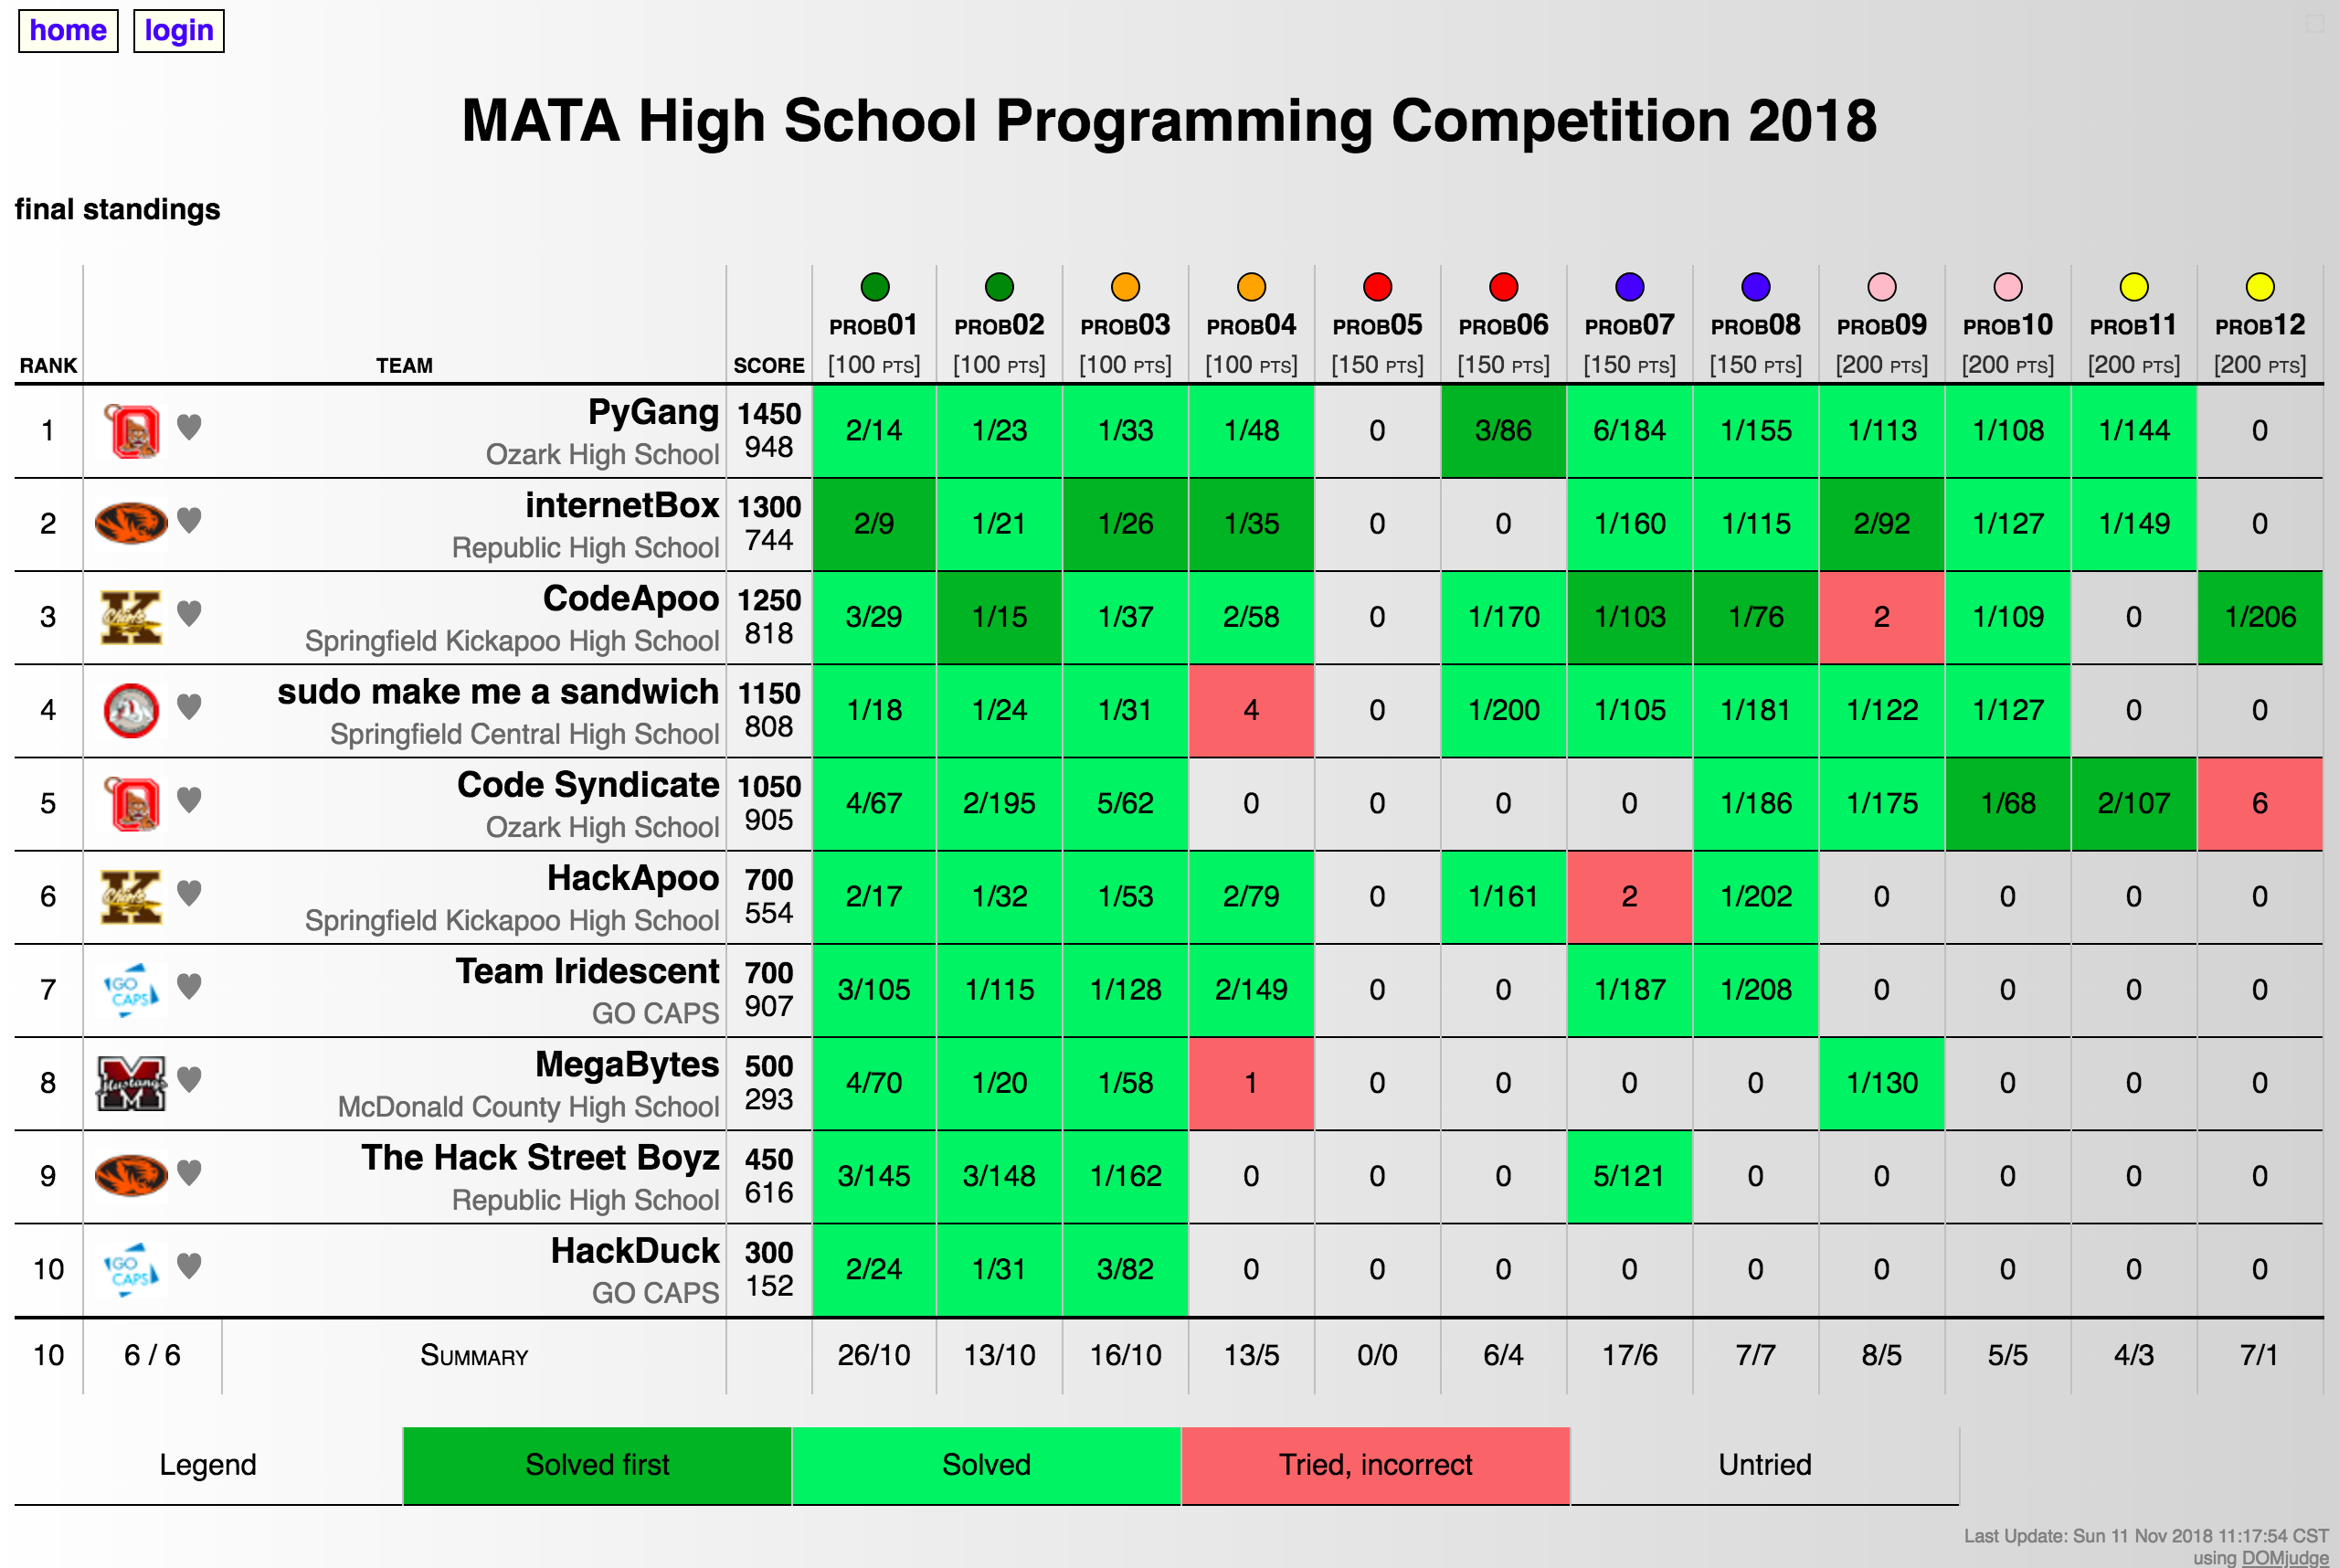 home login
MATA High School Programming Competition 2018
final standings
RANK TEAM SCORE PROB01 PROB02 PROB03 PROB04 PROB05 PROB06 PROB07 PROB08 PROB09 PROB10 PROB11 PROB12
[100 PTS] [100 PTS] [100 PTS] [100 PTS] [150 PTS] [150 PTS] [150 PTS] [150 PTS] [200 PTS] [200 PTS] [200 PTS] [200 PTS]
1 PyGang 1450 2/14 1/23 1/33 1/48 0 3/86 6/184 1/155 1/113 1/108 1/144 0
Ozark High School 948
2 internetBox 1300 2/9 1/21 1/26 1/35 0 0 1/160 1/115 2/92 1/127 1/149 0
Republic High School 744
3 CodeApoo 1250 3/29 1/15 1/37 2/58 0 1/170 1/103 1/76 2 1/109 0 1/206
Springfield Kickapoo High School 818
4 sudo make me a sandwich 1150 1/18 1/24 1/31 4 0 1/200 1/105 1/181 1/122 1/127 0 0
Springfield Central High School 808
5 Code Syndicate 1050 4/67 2/195 5/62 0 0 0 0 1/186 1/175 1/68 2/107 6
Ozark High School 905
6 HackApoo 700 2/17 1/32 1/53 2/79 0 1/161 2 1/202 0 0 0 0
Springfield Kickapoo High School 554
7 GO CAPS Team Iridescent 700 3/105 1/115 1/128 2/149 0 0 1/187 1/208 0 0 0 0
GO CAPS 907
8 Mustangs MegaBytes 500 4/70 1/20 1/58 1 0 0 0 0 1/130 0 0 0
McDonald County High School 293
9 The Hack Street Boyz 450 3/145 3/148 1/162 0 0 0 5/121 0 0 0 0 0
Republic High School 616
10 GO CAPS HackDuck 300 2/24 1/31 3/82 0 0 0 0 0 0 0 0 0
GO CAPS 152
10 6 / 6 SUMMARY 26/10 13/10 16/10 13/5 0/0 6/4 17/6 7/7 8/5 5/5 4/3 7/1
Legend Solved first Solved Tried, incorrect Untried
Last Update: Sun 11 Nov 2018 11:17:54 CST
using DOMjudge